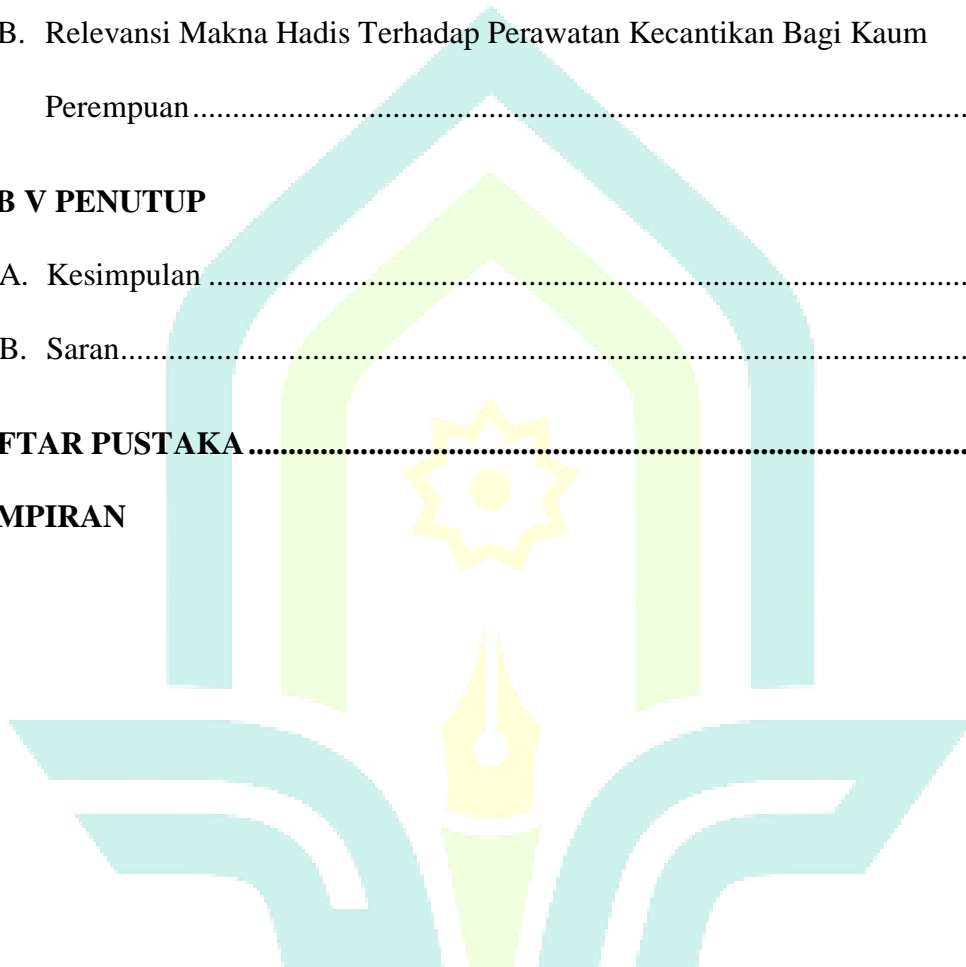 B. Relevansi Makna Hadis Terhadap Perawatan Kecantikan Bagi Kaum
Perempuan....................................................................................................
B V PENUTUP
A. Kesimpulan ....................................................................................................
B. Saran....................................................................................................
FTAR PUSTAKA ....................................................................................................
MPIRAN